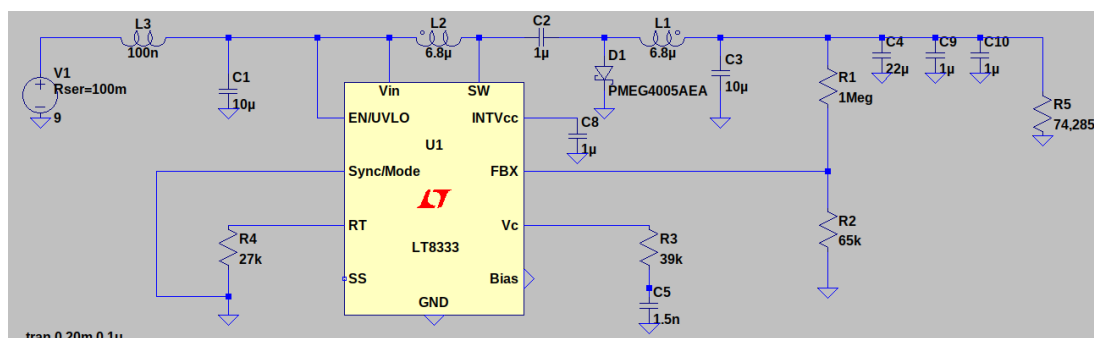 L3
100n
V1
Rser=100m
9
C1
10µ
L2
6.8µ
C2
1µ
D1
PMEG4005AEA
L1
6.8µ
C3
10µ
R1
1Meg
C4
22µ
C9
1µ
C10
1µ
R5
74,285
Vin
SW
EN/UVLO
INTVcc
U1
C8
1µ
Sync/Mode
FBX
RT
Vc
LT8333
R4
27k
R3
39k
R2
65k
SS
Bias
GND
C5
1.5n
tran 0 20m 0 1u